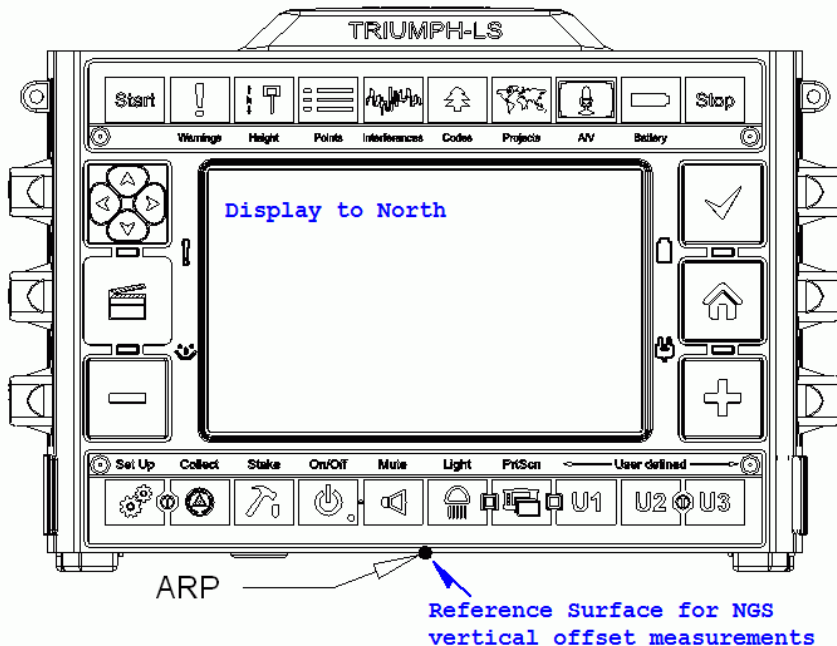 TRIUMPH-LS
Start
Stop
Warnings Height Points Interferences Codes Projects A/V Battery
Display to North
Set Up Collect Stake On/Off Mute Light PrtScn User defined
U1 U2 U3
ARP
Reference Surface for NGS
vertical offset measurements